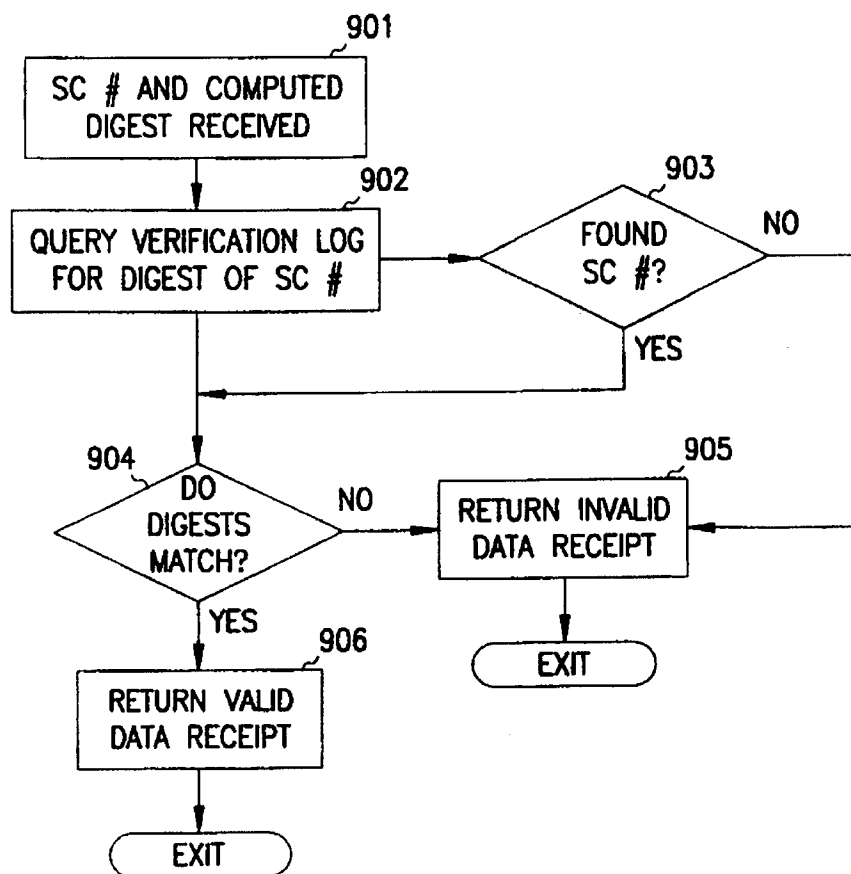 901
SC # AND COMPUTED
DIGEST RECEIVED
902
QUERY VERIFICATION LOG
FOR DIGEST OF SC #
903
FOUND
SC #?
NO
YES
904
DO
DIGESTS
MATCH?
NO
YES
905
RETURN INVALID
DATA RECEIPT
EXIT
906
RETURN VALID
DATA RECEIPT
EXIT